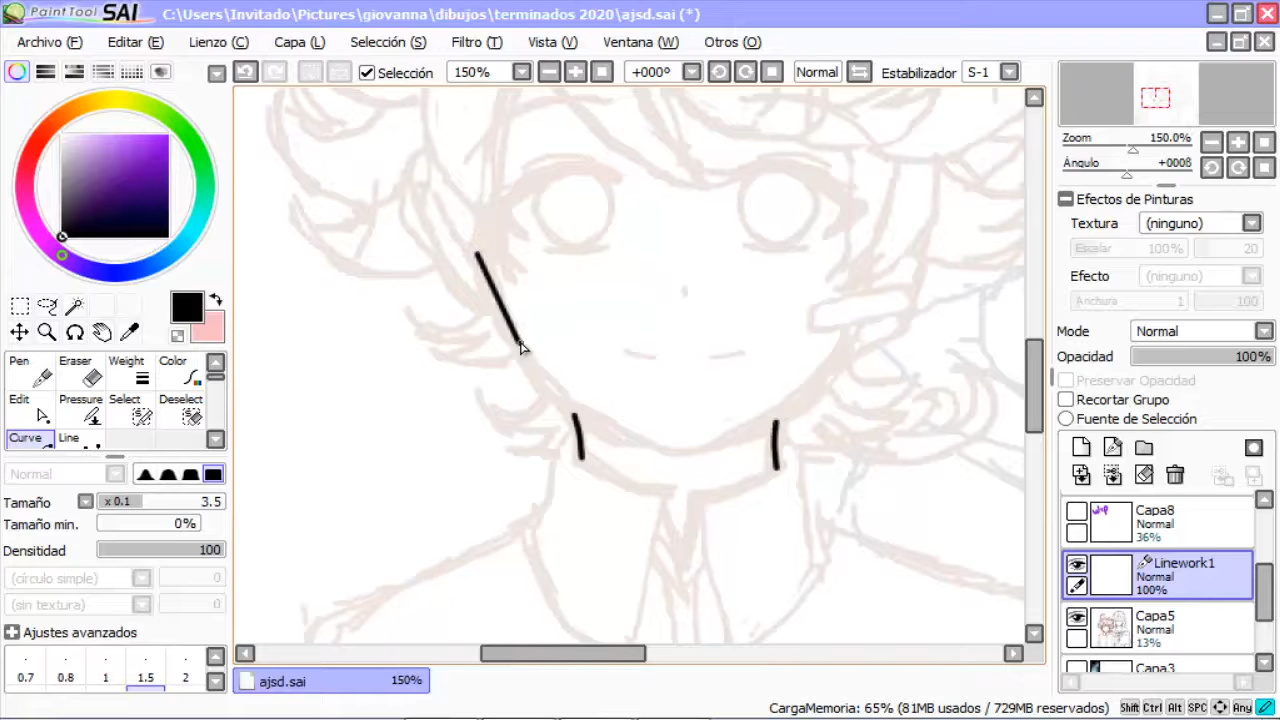 PaintTool SAI C:\Users\Invitado\Pictures\giovanna\dibujos\terminados 2020\ajsd.sai (*)
Archivo (F) Editar (E) Lienzo (C) Capa (L) Selección (S) Filtro (T) Vista (V) Ventana (W) Otros (O)
Selección 150% +000° Normal Estabilizador S-1
Zoom 150.0%
Ángulo +000ß
Efectos de Pinturas
Textura (ninguno)
Escalar 100% 20
Efecto (ninguno)
Anchura 1 100
Mode Normal
Opacidad 100%
Preservar Opacidad
Recortar Grupo
Fuente de Selección
Pen Eraser Weight Color
Edit Pressure Select Deselect
Curve Line
Normal
Tamaño x 0.1 3.5
Tamaño min. 0%
Densitidad 100
(círculo simple) 0
(sin textura) 0
Ajustes avanzados
0.7 0.8 1 1.5 2
Capa8
Normal
36%
Linework1
Normal
100%
Capa5
Normal
13%
Capa3
ajsd.sai 150%
CargaMemoria: 65% (81MB usados / 729MB reservados) Shift Ctrl Alt SPC Any